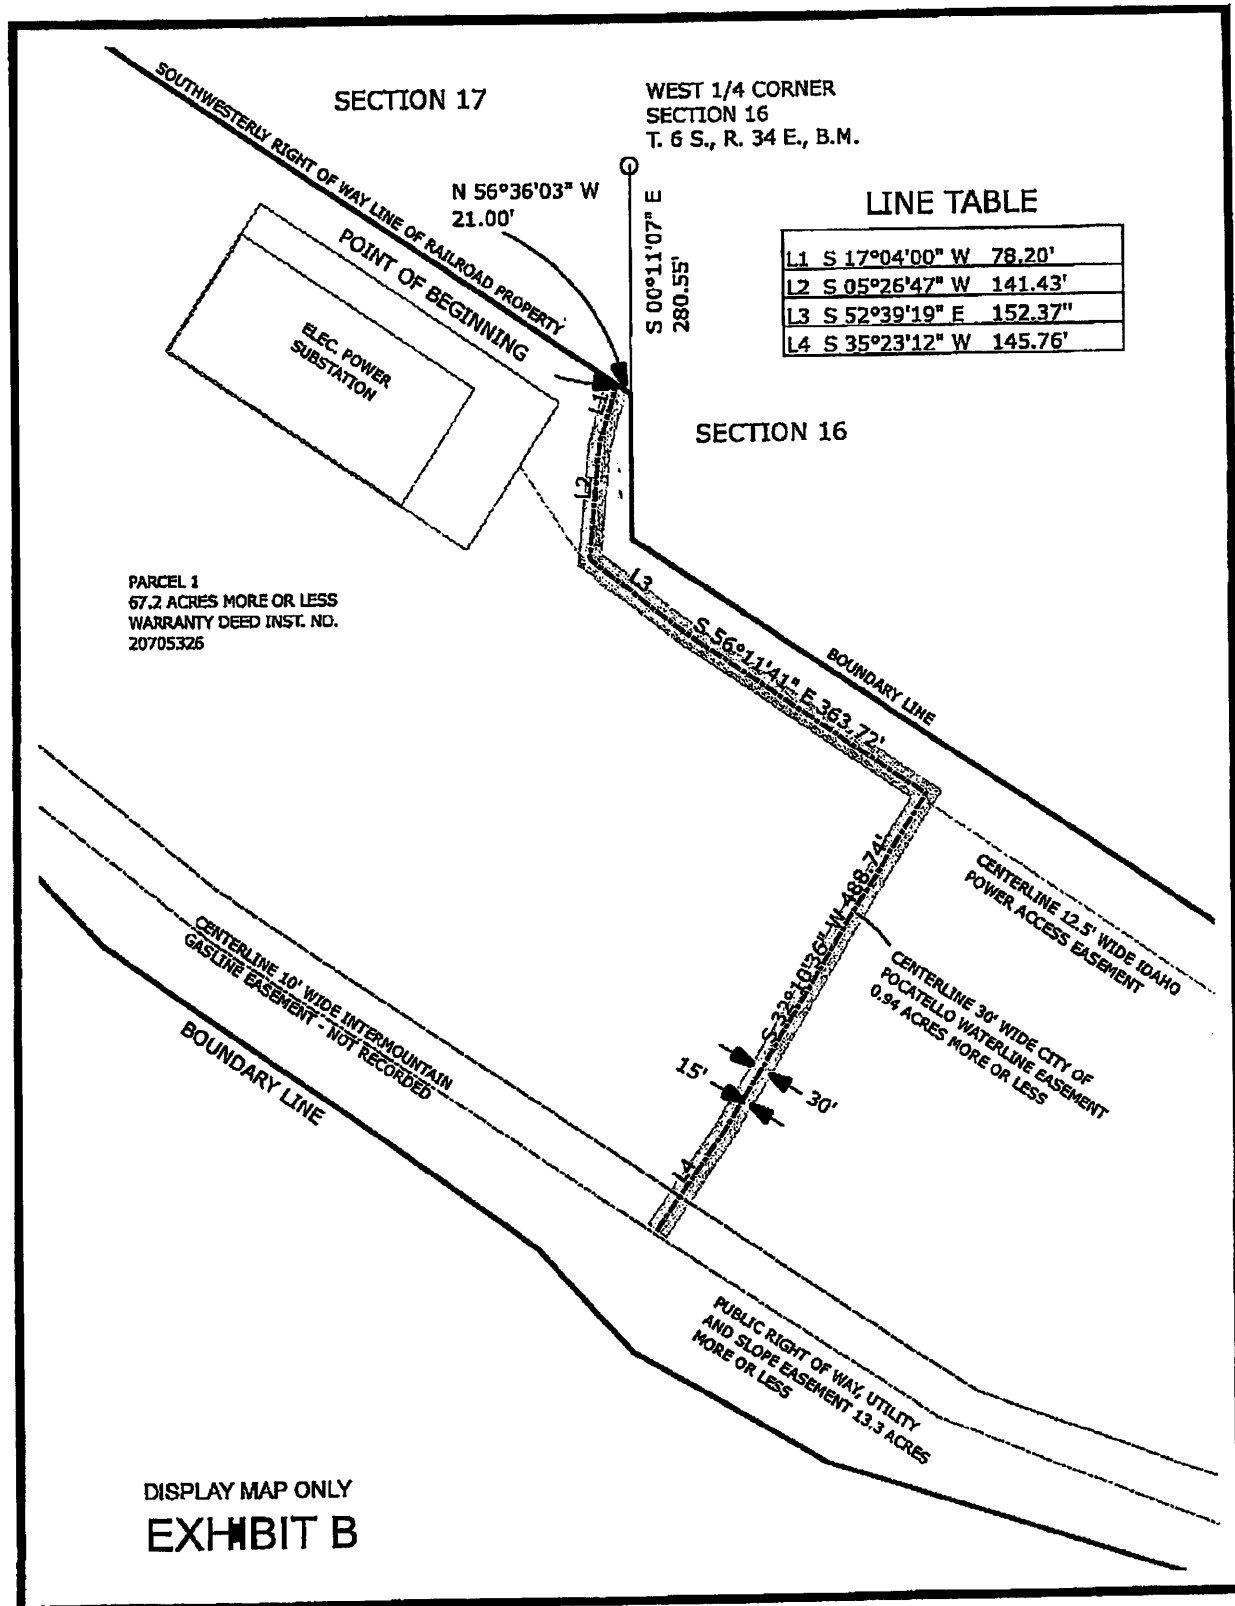 SECTION 17
WEST 1/4 CORNER
SECTION 16
T. 6 S., R. 34 E., B.M.
SOUTHWESTERLY RIGHT OF WAY LINE OF RAILROAD PROPERTY
N 56°36'03" W
21.00'
S 00°11'07" E
280.55'
LINE TABLE
L1 S 17°04'00" W 78.20'
L2 S 05°26'47" W 141.43'
L3 S 52°39'19" E 152.37"
L4 S 35°23'12" W 145.76'
POINT OF BEGINNING
ELEC. POWER
SUBSTATION
L1
SECTION 16
L2
PARCEL 1
67.2 ACRES MORE OR LESS
WARRANTY DEED INST. NO.
20705326
L3
S 56°11'41" E 363.72'
BOUNDARY LINE
CENTERLINE 12.5' WIDE IDAHO
POWER ACCESS EASEMENT
S 32°10'36" W 488.74'
CENTERLINE 30' WIDE CITY OF
POCATELLO WATERLINE EASEMENT
0.94 ACRES MORE OR LESS
CENTERLINE 10' WIDE INTERMOUNTAIN
GASLINE EASEMENT - NOT RECORDED
BOUNDARY LINE
15'
30'
L4
PUBLIC RIGHT OF WAY, UTILITY
AND SLOPE EASEMENT 13.3 ACRES
MORE OR LESS
DISPLAY MAP ONLY
EXHIBIT B